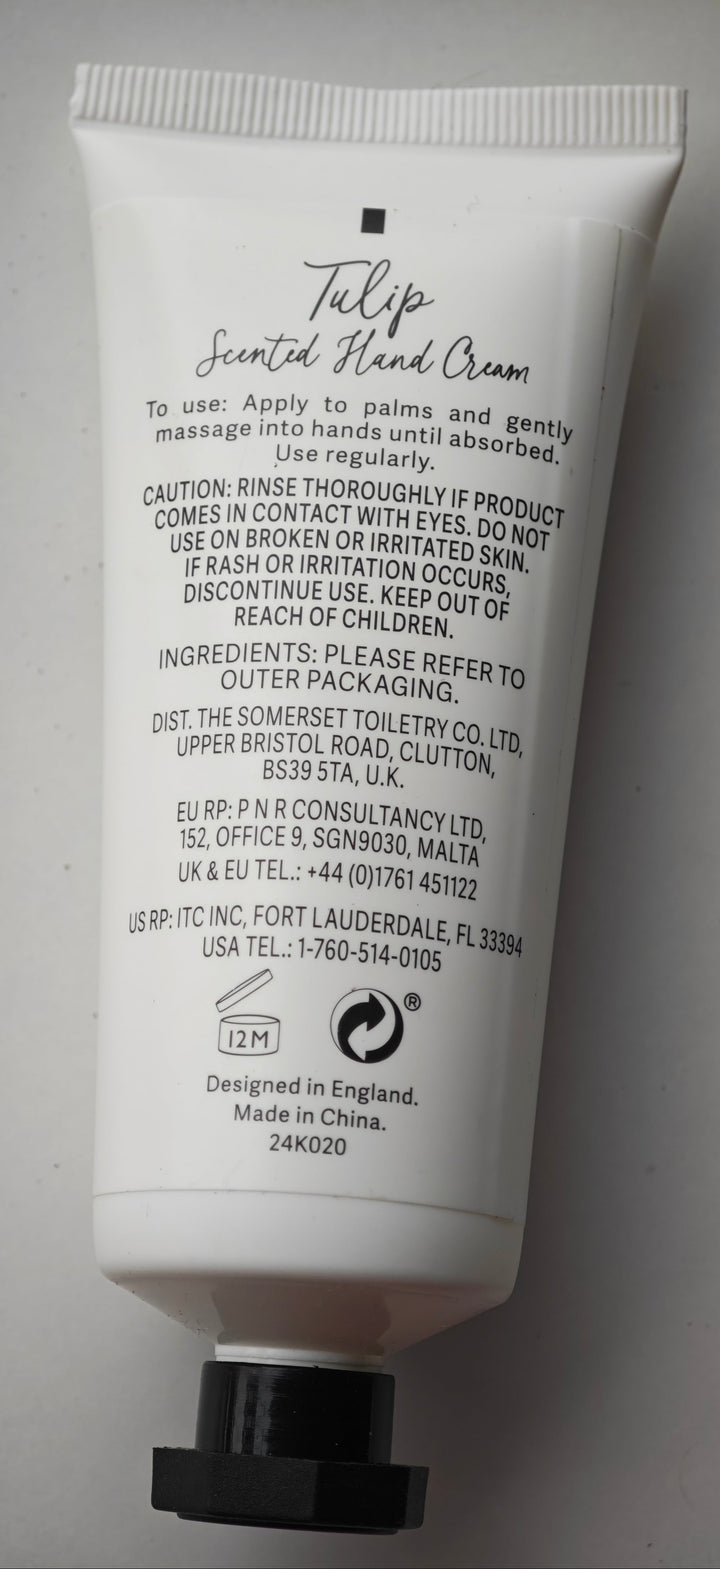 Tulip
Scented Hand Cream
To use: Apply to palms and gently
massage into hands until absorbed.
Use regularly.
CAUTION: RINSE THOROUGHLY IF PRODUCT
COMES IN CONTACT WITH EYES. DO NOT
USE ON BROKEN OR IRRITATED SKIN.
IF RASH OR IRRITATION OCCURS,
DISCONTINUE USE. KEEP OUT OF
REACH OF CHILDREN.
INGREDIENTS: PLEASE REFER TO
OUTER PACKAGING.
DIST. THE SOMERSET TOILETRY CO. LTD,
UPPER BRISTOL ROAD, CLUTTON,
BS39 5TA, U.K.
EU RP: P N R CONSULTANCY LTD,
152, OFFICE 9, SGN9030, MALTA
UK & EU TEL.: +44 (0)1761 451122
US RP: ITC INC, FORT LAUDERDALE, FL 33394
USA TEL.: 1-760-514-0105
12M ®
Designed in England.
Made in China.
24K020